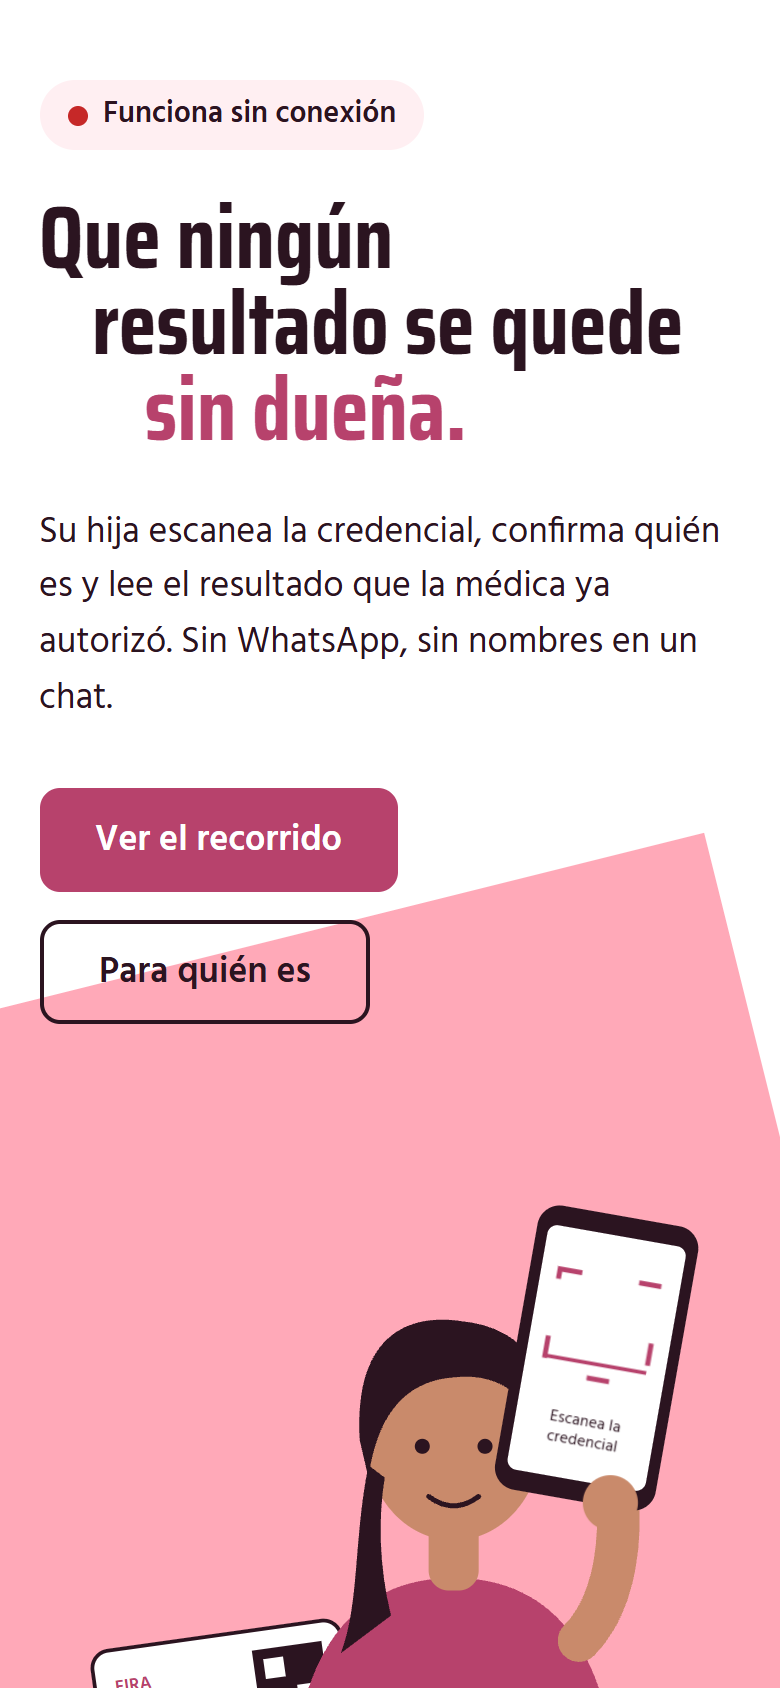 Funciona sin conexión
Que ningún
resultado se quede
sin dueña.
Su hija escanea la credencial, confirma quién
es y lee el resultado que la médica ya
autorizó. Sin WhatsApp, sin nombres en un
chat.
Ver el recorrido
Para quién es
Escanea la
credencial
EIRA